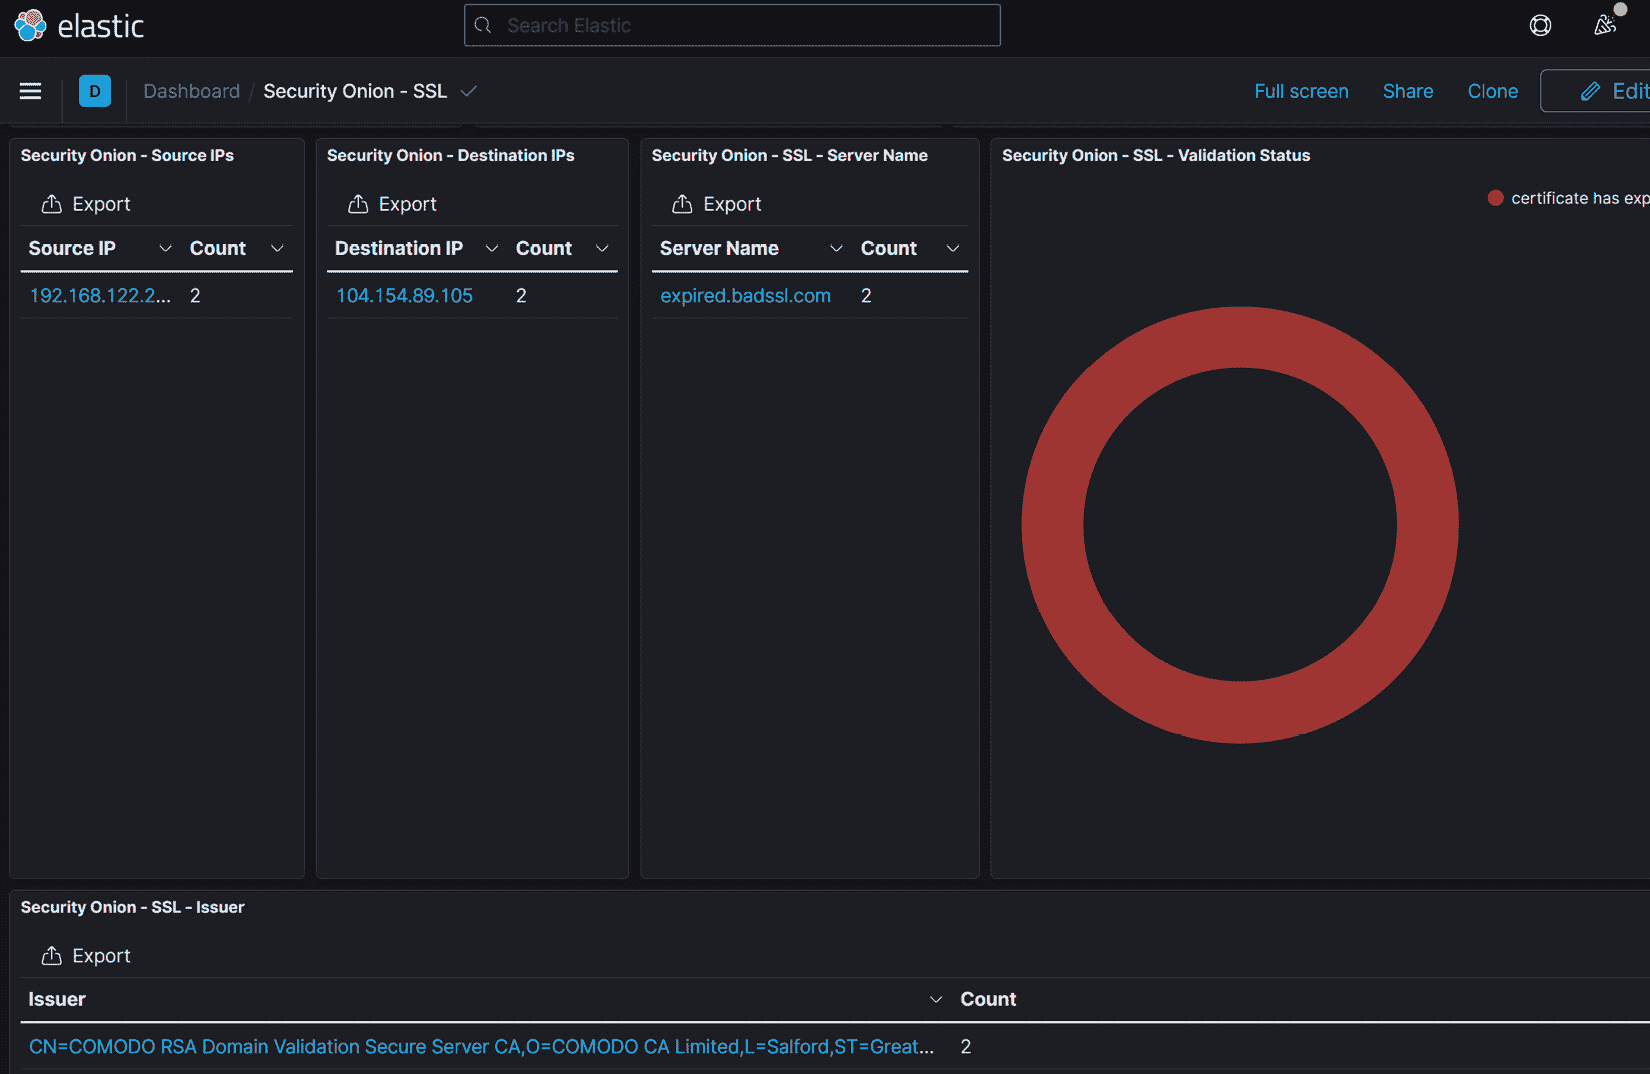 elastic
Search Elastic
D
Dashboard / Security Onion - SSL
Full screen
Share
Clone
Edit
Security Onion - Source IPs
Export
Source IP Count
192.168.122.2... 2
Security Onion - Destination IPs
Export
Destination IP Count
104.154.89.105 2
Security Onion - SSL - Server Name
Export
Server Name Count
expired.badssl.com 2
Security Onion - SSL - Validation Status
certificate has exp
Security Onion - SSL - Issuer
Export
Issuer Count
CN=COMODO RSA Domain Validation Secure Server CA,O=COMODO CA Limited,L=Salford,ST=Great... 2